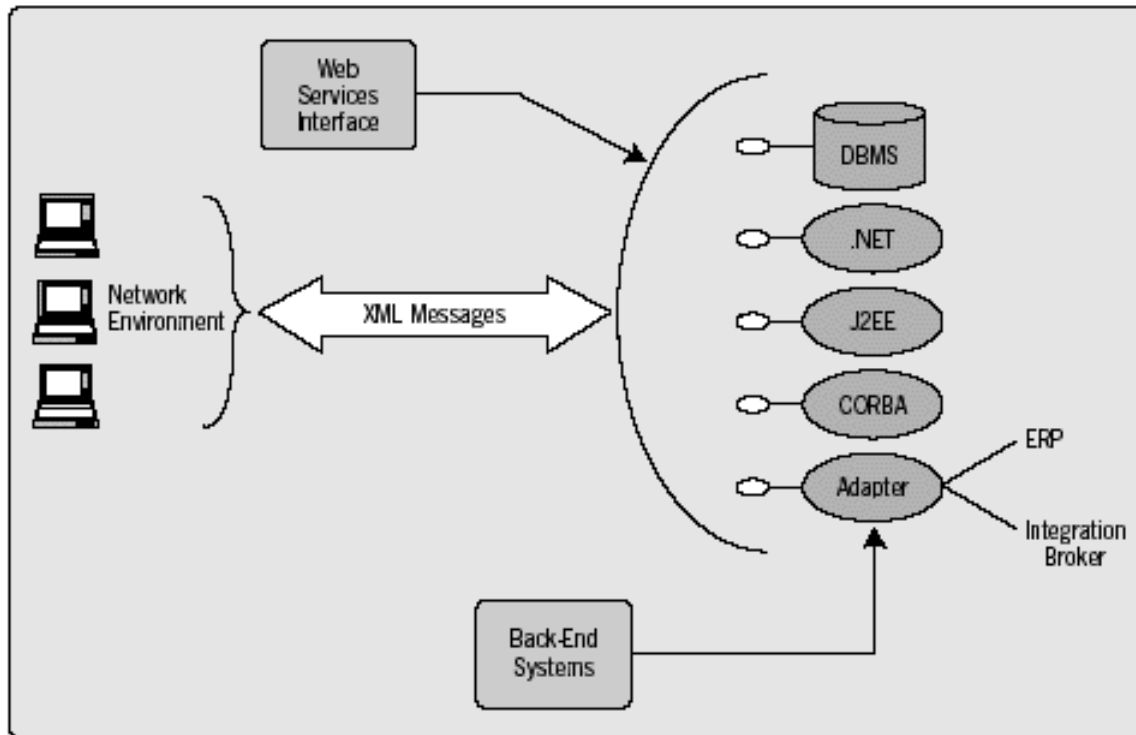 Web
Services
Interface
DBMS
.NET
Network
Environment
XML Messages
J2EE
CORBA
ERP
Adapter
Integration
Broker
Back-End
Systems